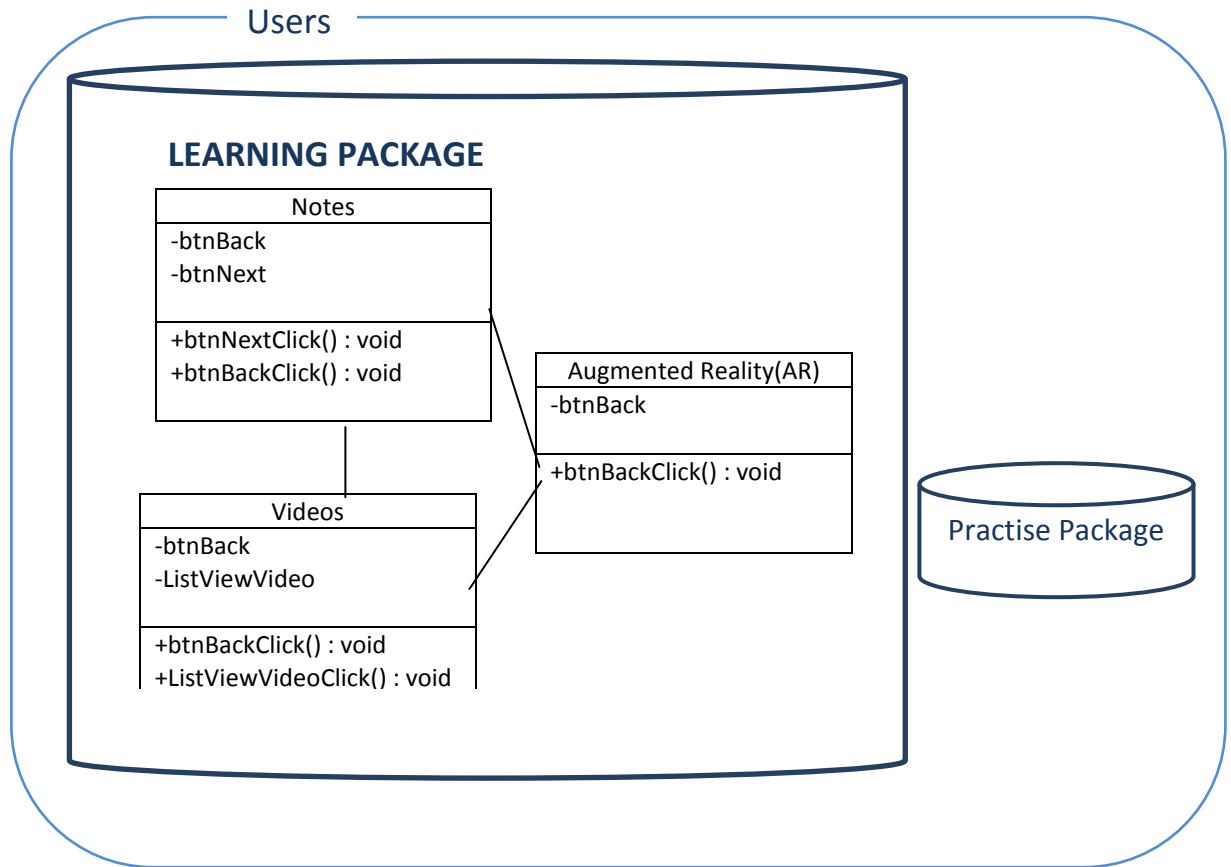 Users
LEARNING PACKAGE
Notes
-btnBack
-btnNext
+btnNextClick() : void
+btnBackClick() : void
Augmented Reality(AR)
-btnBack
+btnBackClick() : void
Videos
-btnBack
-ListViewVideo
+btnBackClick() : void
+ListViewVideoClick() : void
Practise Package